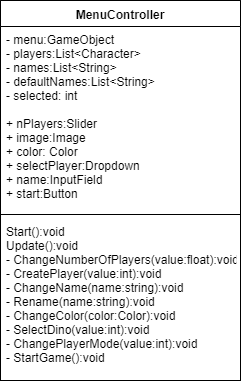 MenuController
- menu:GameObject
- players:List<Character>
- names:List<String>
- defaultNames:List<String>
- selected: int
+ nPlayers:Slider
+ image:Image
+ color: Color
+ selectPlayer:Dropdown
+ name:InputField
+ start:Button
Start():void
Update():void
- ChangeNumberOfPlayers(value:float):void
- CreatePlayer(value:int):void
- ChangeName(name:string):void
- Rename(name:string):void
- ChangeColor(color:Color):void
- SelectDino(value:int):void
- ChangePlayerMode(value:int):void
- StartGame():void